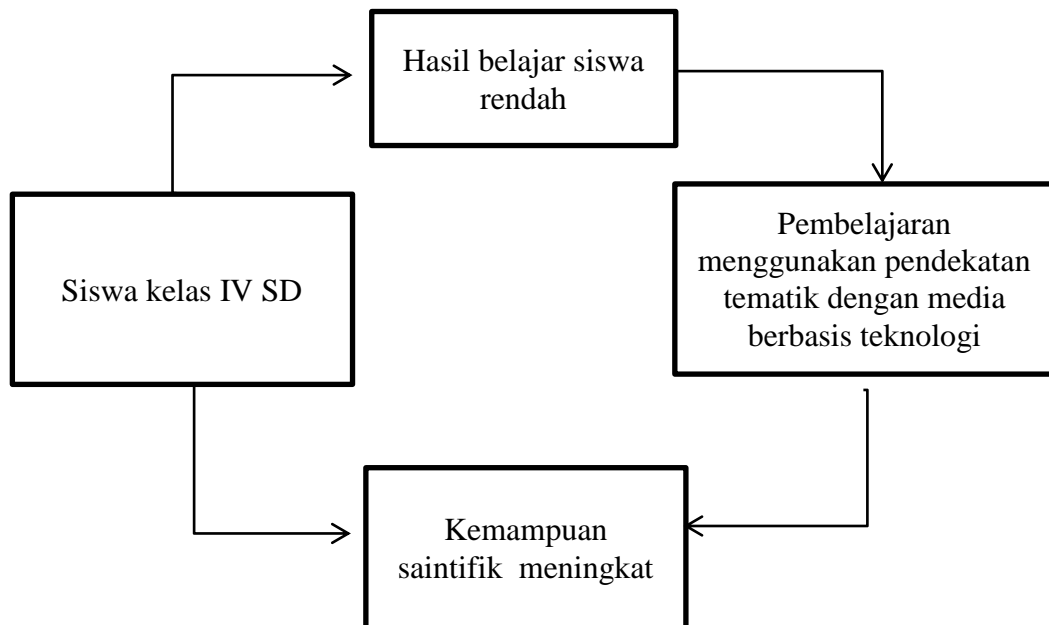 Hasil belajar siswa
rendah
Siswa kelas IV SD
Pembelajaran
menggunakan pendekatan
tematik dengan media
berbasis teknologi
Kemampuan
saintifik  meningkat